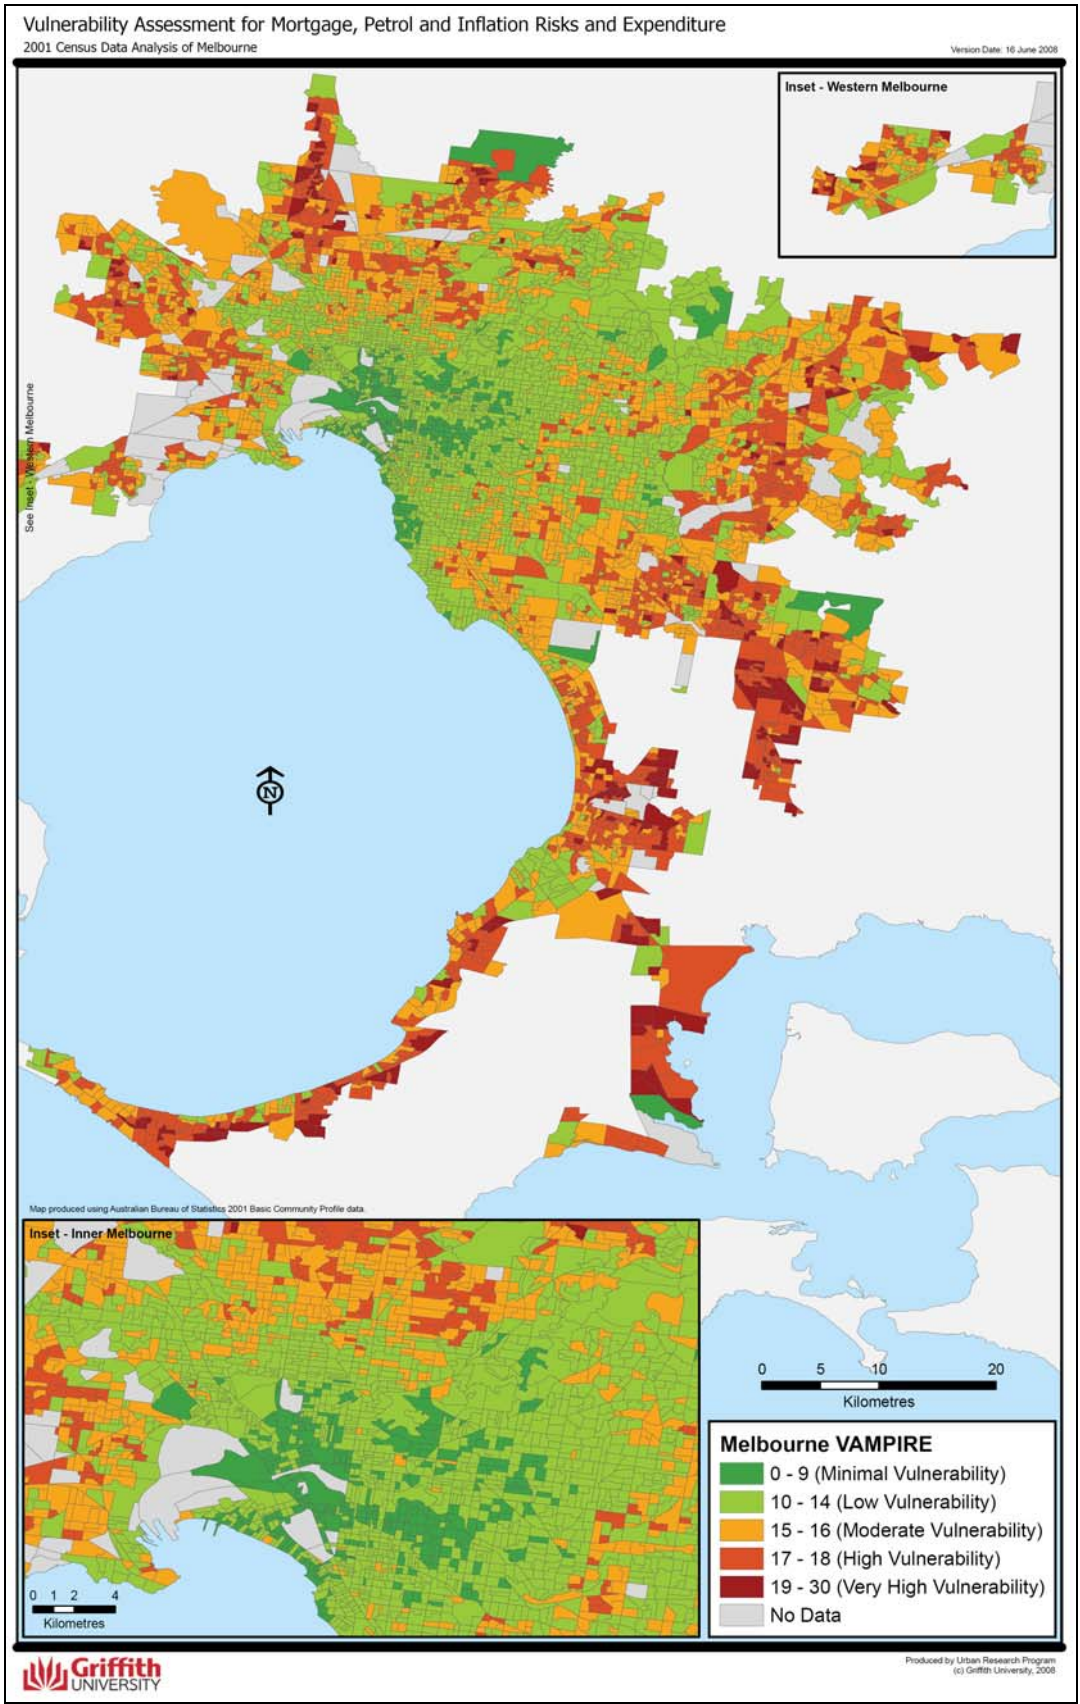 Vulnerability Assessment for Mortgage, Petrol and Inflation Risks and Expenditure
2001 Census Data Analysis of Melbourne
Version Date: 16 June 2008
Inset - Western Melbourne
See Inset - Western Melbourne
N
Map produced using Australian Bureau of Statistics 2001 Basic Community Profile data.
Inset - Inner Melbourne
0 1 2 4
Kilometres
0 5 10 20
Kilometres
Melbourne VAMPIRE
0 - 9 (Minimal Vulnerability)
10 - 14 (Low Vulnerability)
15 - 16 (Moderate Vulnerability)
17 - 18 (High Vulnerability)
19 - 30 (Very High Vulnerability)
No Data
Griffith
UNIVERSITY
Produced by Urban Research Program
(c) Griffith University, 2008